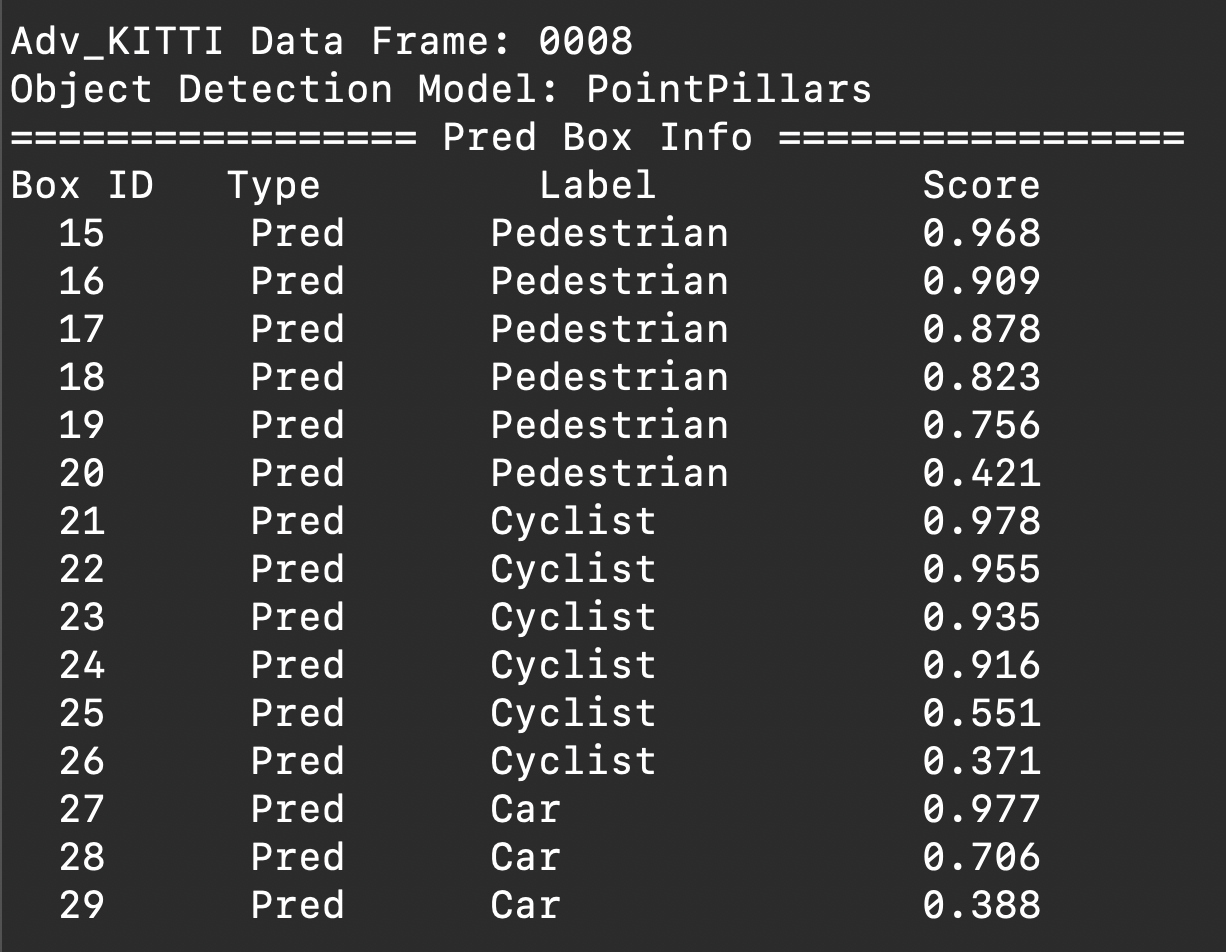 Adv_KITTI Data Frame: 0008
Object Detection Model: PointPillars
================= Pred Box Info =================
Box ID   Type         Label           Score
  15      Pred      Pedestrian        0.968
  16      Pred      Pedestrian        0.909
  17      Pred      Pedestrian        0.878
  18      Pred      Pedestrian        0.823
  19      Pred      Pedestrian        0.756
  20      Pred      Pedestrian        0.421
  21      Pred      Cyclist           0.978
  22      Pred      Cyclist           0.955
  23      Pred      Cyclist           0.935
  24      Pred      Cyclist           0.916
  25      Pred      Cyclist           0.551
  26      Pred      Cyclist           0.371
  27      Pred      Car               0.977
  28      Pred      Car               0.706
  29      Pred      Car               0.388